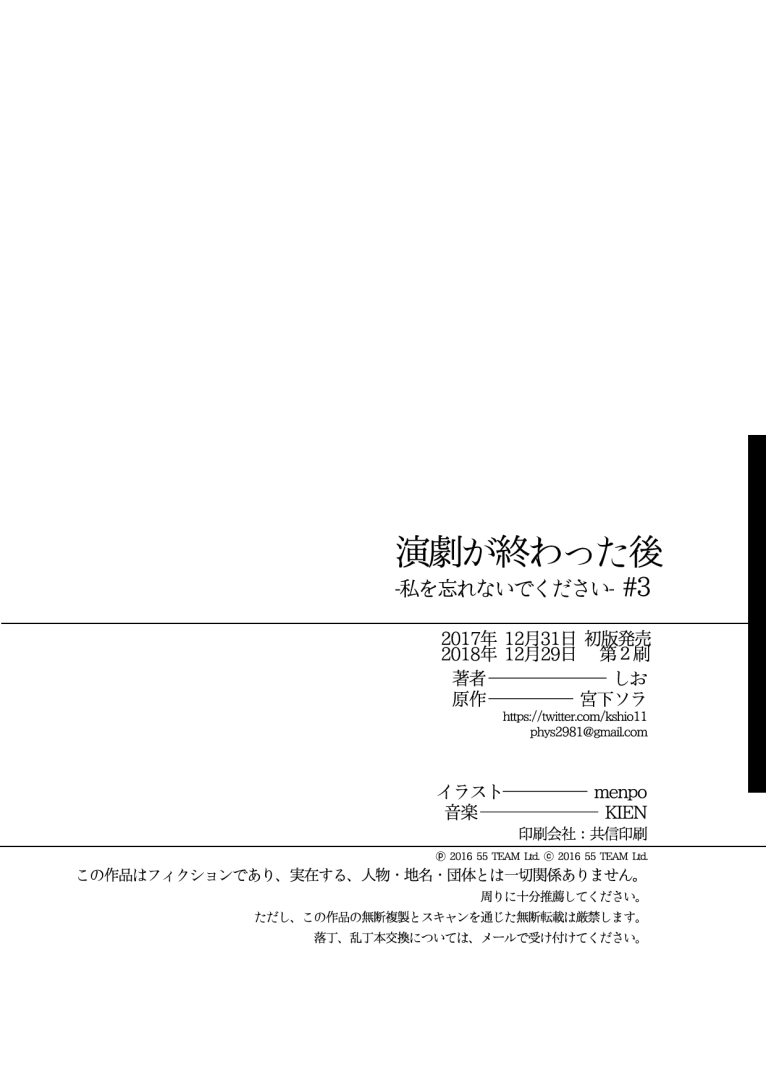 演劇が終わった後
-私を忘れないでください- #3
2017年 12月31日 初版発売
2018年 12月29日 第２刷
著者―――――――しお
原作―――――宮下ソラ
https://twitter.com/kshio11
phys2981@gmail.com
イラスト―――――menpo
音楽―――――――KIEN
印刷会社：共信印刷
Ⓟ 2016 55 TEAM Ltd. ⓒ 2016 55 TEAM Ltd.
この作品はフィクションであり、実在する、人物・地名・団体とは一切関係ありません。
周りに十分推薦してください。
ただし、この作品の無断複製とスキャンを通じた無断転載は厳禁します。
落丁、乱丁本交換については、メールで受け付けてください。